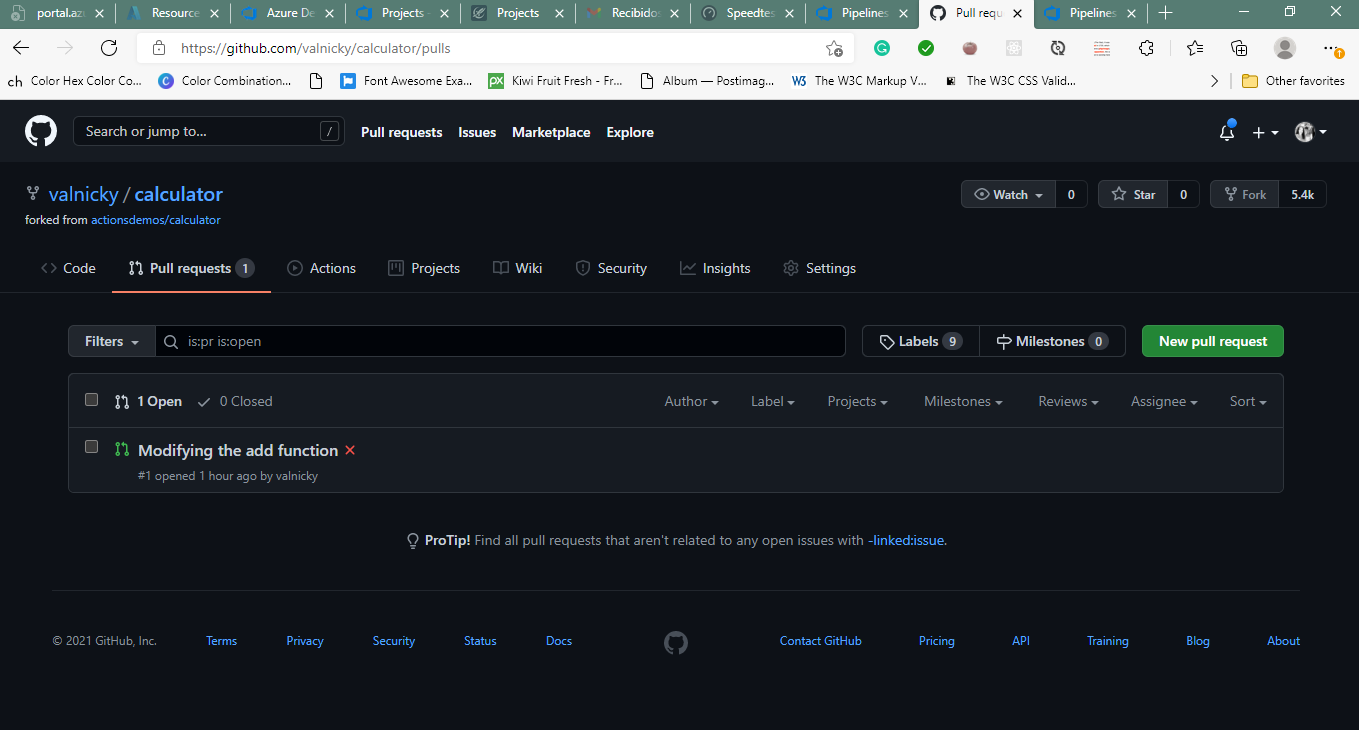 portal.az
Resource
Azure De
Projects -
Projects
Recibidos
Speedtes
Pipelines
Pull requ
Pipelines
https://github.com/valnicky/calculator/pulls
ch Color Hex Color Co...
C Color Combination...
Font Awesome Exa...
px Kiwi Fruit Fresh - Fr...
Album — Postimag...
W3 The W3C Markup V...
The W3C CSS Valid...
Other favorites
Search or jump to... /
Pull requests Issues Marketplace Explore
valnicky / calculator
Watch 0
Star 0
Fork 5.4k
forked from actionsdemos/calculator
Code
Pull requests 1
Actions
Projects
Wiki
Security
Insights
Settings
Filters
is:pr is:open
Labels 9
Milestones 0
New pull request
1 Open
0 Closed
Author
Label
Projects
Milestones
Reviews
Assignee
Sort
Modifying the add function
#1 opened 1 hour ago by valnicky
ProTip! Find all pull requests that aren't related to any open issues with -linked:issue.
© 2021 GitHub, Inc.
Terms
Privacy
Security
Status
Docs
Contact GitHub
Pricing
API
Training
Blog
About